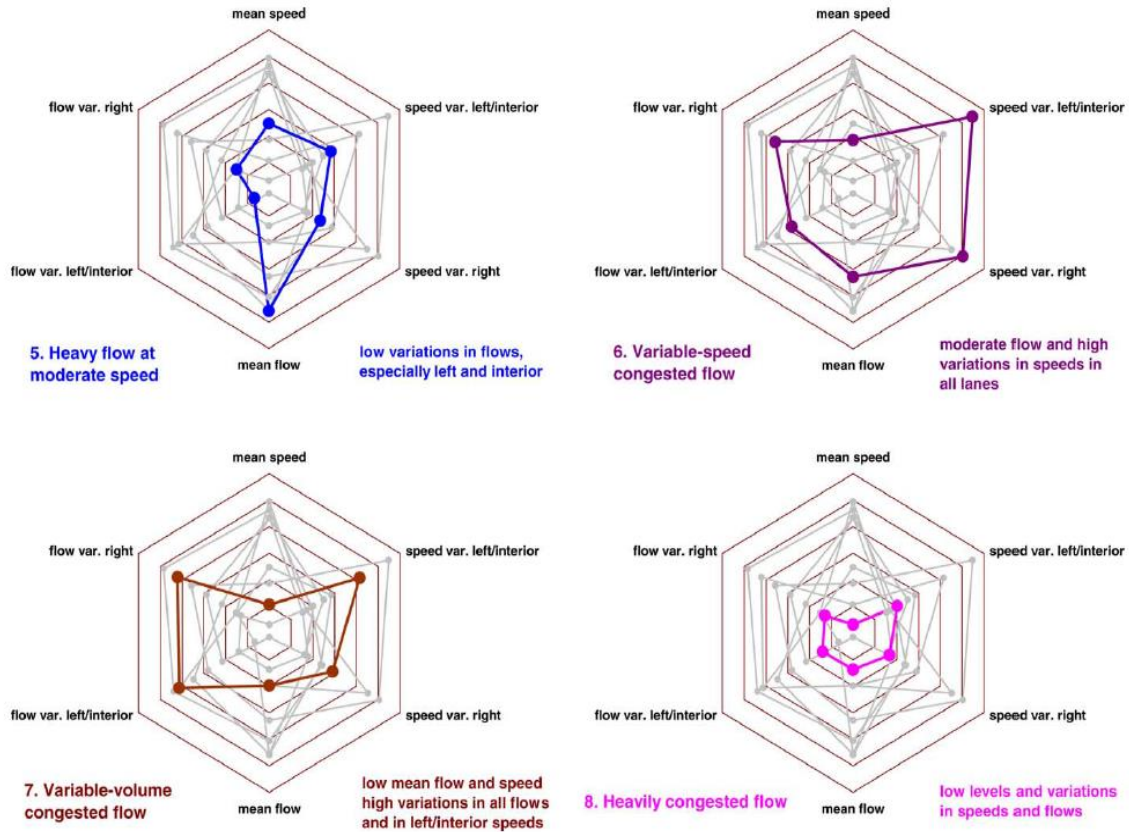 mean speed
flow var. right
speed var. left/interior
flow var. left/interior
speed var. right
mean flow
5. Heavy flow at
moderate speed
low variations in flows,
especially left and interior
mean speed
flow var. right
speed var. left/interior
flow var. left/interior
speed var. right
mean flow
6. Variable-speed
congested flow
moderate flow and high
variations in speeds in
all lanes
mean speed
flow var. right
speed var. left/interior
flow var. left/interior
speed var. right
mean flow
7. Variable-volume
congested flow
low mean flow and speed
high variations in all flows
and in left/interior speeds
mean speed
flow var. right
speed var. left/interior
flow var. left/interior
speed var. right
mean flow
8. Heavily congested flow
low levels and variations
in speeds and flows